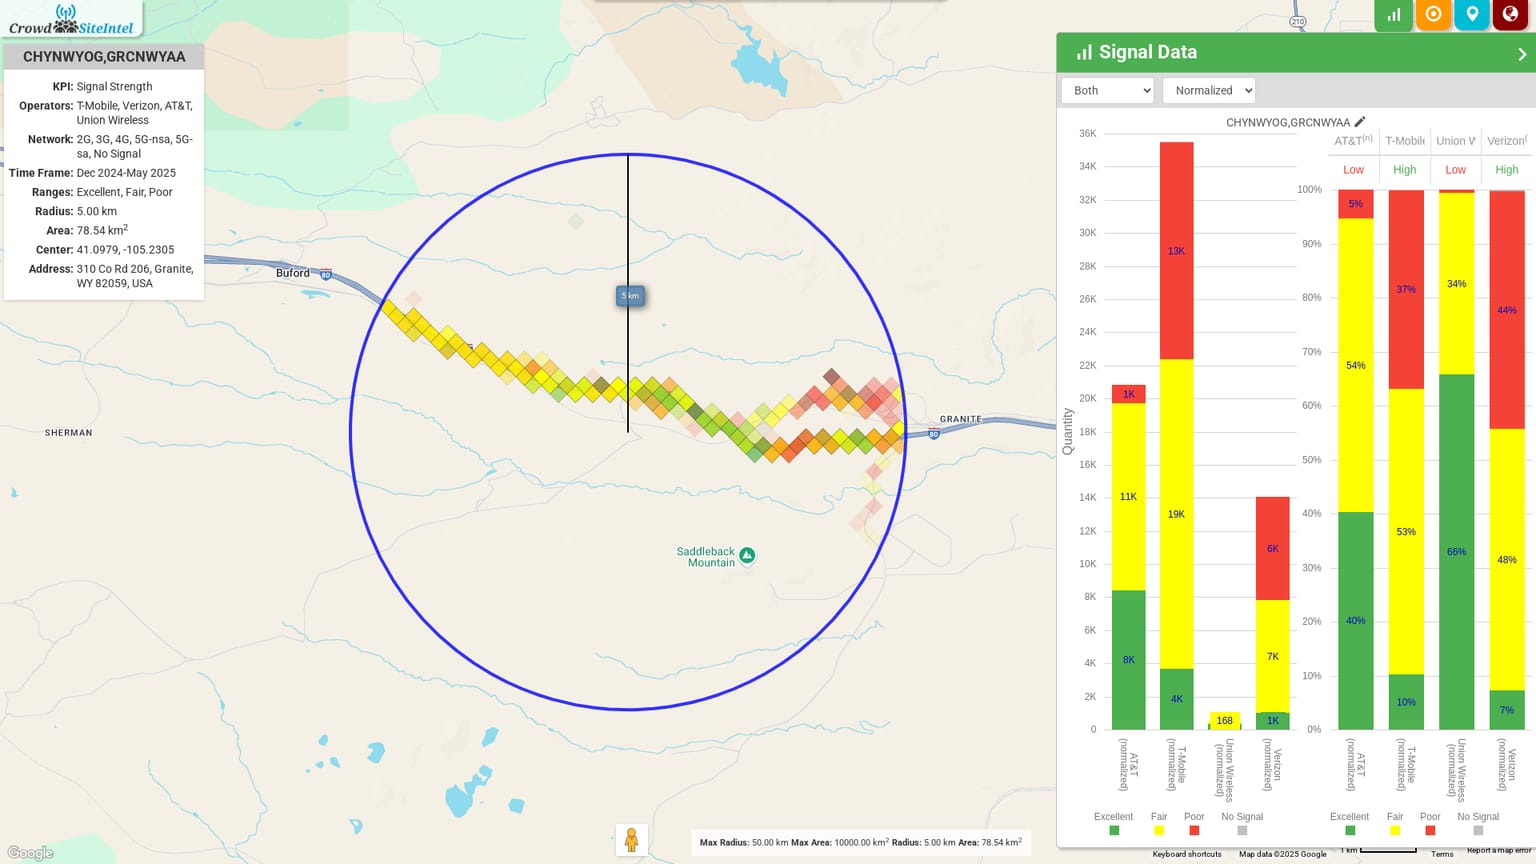 Crowd SiteIntel
CHYNWYOG,GRCNWYAA
KPI: Signal Strength
Operators: T-Mobile, Verizon, AT&T,
Union Wireless
Network: 2G, 3G, 4G, 5G-nsa, 5G-
sa, No Signal
Time Frame: Dec 2024-May 2025
Ranges: Excellent, Fair, Poor
Radius: 5.00 km
Area: 78.54 km2
Center: 41.0979, -105.2305
Address: 310 Co Rd 206, Granite,
WY 82059, USA
210
Buford
80
5 km
SHERMAN
GRANITE
80
Saddleback
Mountain
Google
Max Radius: 50.00 km Max Area: 10000.00 km2 Radius: 5.00 km Area: 78.54 km2
Signal Data
Both
Normalized
CHYNWYOG,GRCNWYAA
36K
34K
32K
30K
28K
26K
24K
22K
20K
18K
16K
14K
12K
10K
8K
6K
4K
2K
0
Quantity
1K
11K
8K
13K
19K
4K
168
6K
7K
1K
AT&T
(normalized)
T-Mobile
(normalized)
Union Wireless
(normalized)
Verizon
(normalized)
Excellent
Fair
Poor
No Signal
AT&T(n)
T-Mobile
Union W
Verizon(
Low
High
Low
High
100%
90%
80%
70%
60%
50%
40%
30%
20%
10%
0%
5%
54%
40%
37%
53%
10%
34%
66%
44%
48%
7%
AT&T
(normalized)
T-Mobile
(normalized)
Union Wireless
(normalized)
Verizon
(normalized)
Excellent
Fair
Poor
No Signal
Keyboard shortcuts
Map data ©2025 Google
1 km
Terms
Report a map error